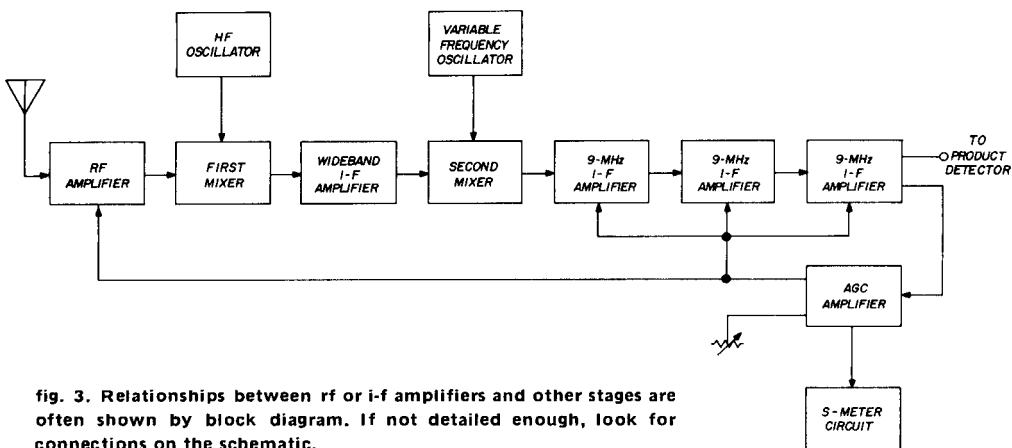 HF
OSCILLATOR
VARIABLE
FREQUENCY
OSCILLATOR
RF
AMPLIFIER
FIRST
MIXER
WIDEBAND
I-F
AMPLIFIER
SECOND
MIXER
9-MHz
I-F
AMPLIFIER
9-MHz
I-F
AMPLIFIER
9-MHz
I-F
AMPLIFIER
TO
PRODUCT
DETECTOR
AGC
AMPLIFIER
S-METER
CIRCUIT
fig. 3. Relationships between rf or i-f amplifiers and other stages are
often shown by block diagram. If not detailed enough, look for
connections on the schematic.